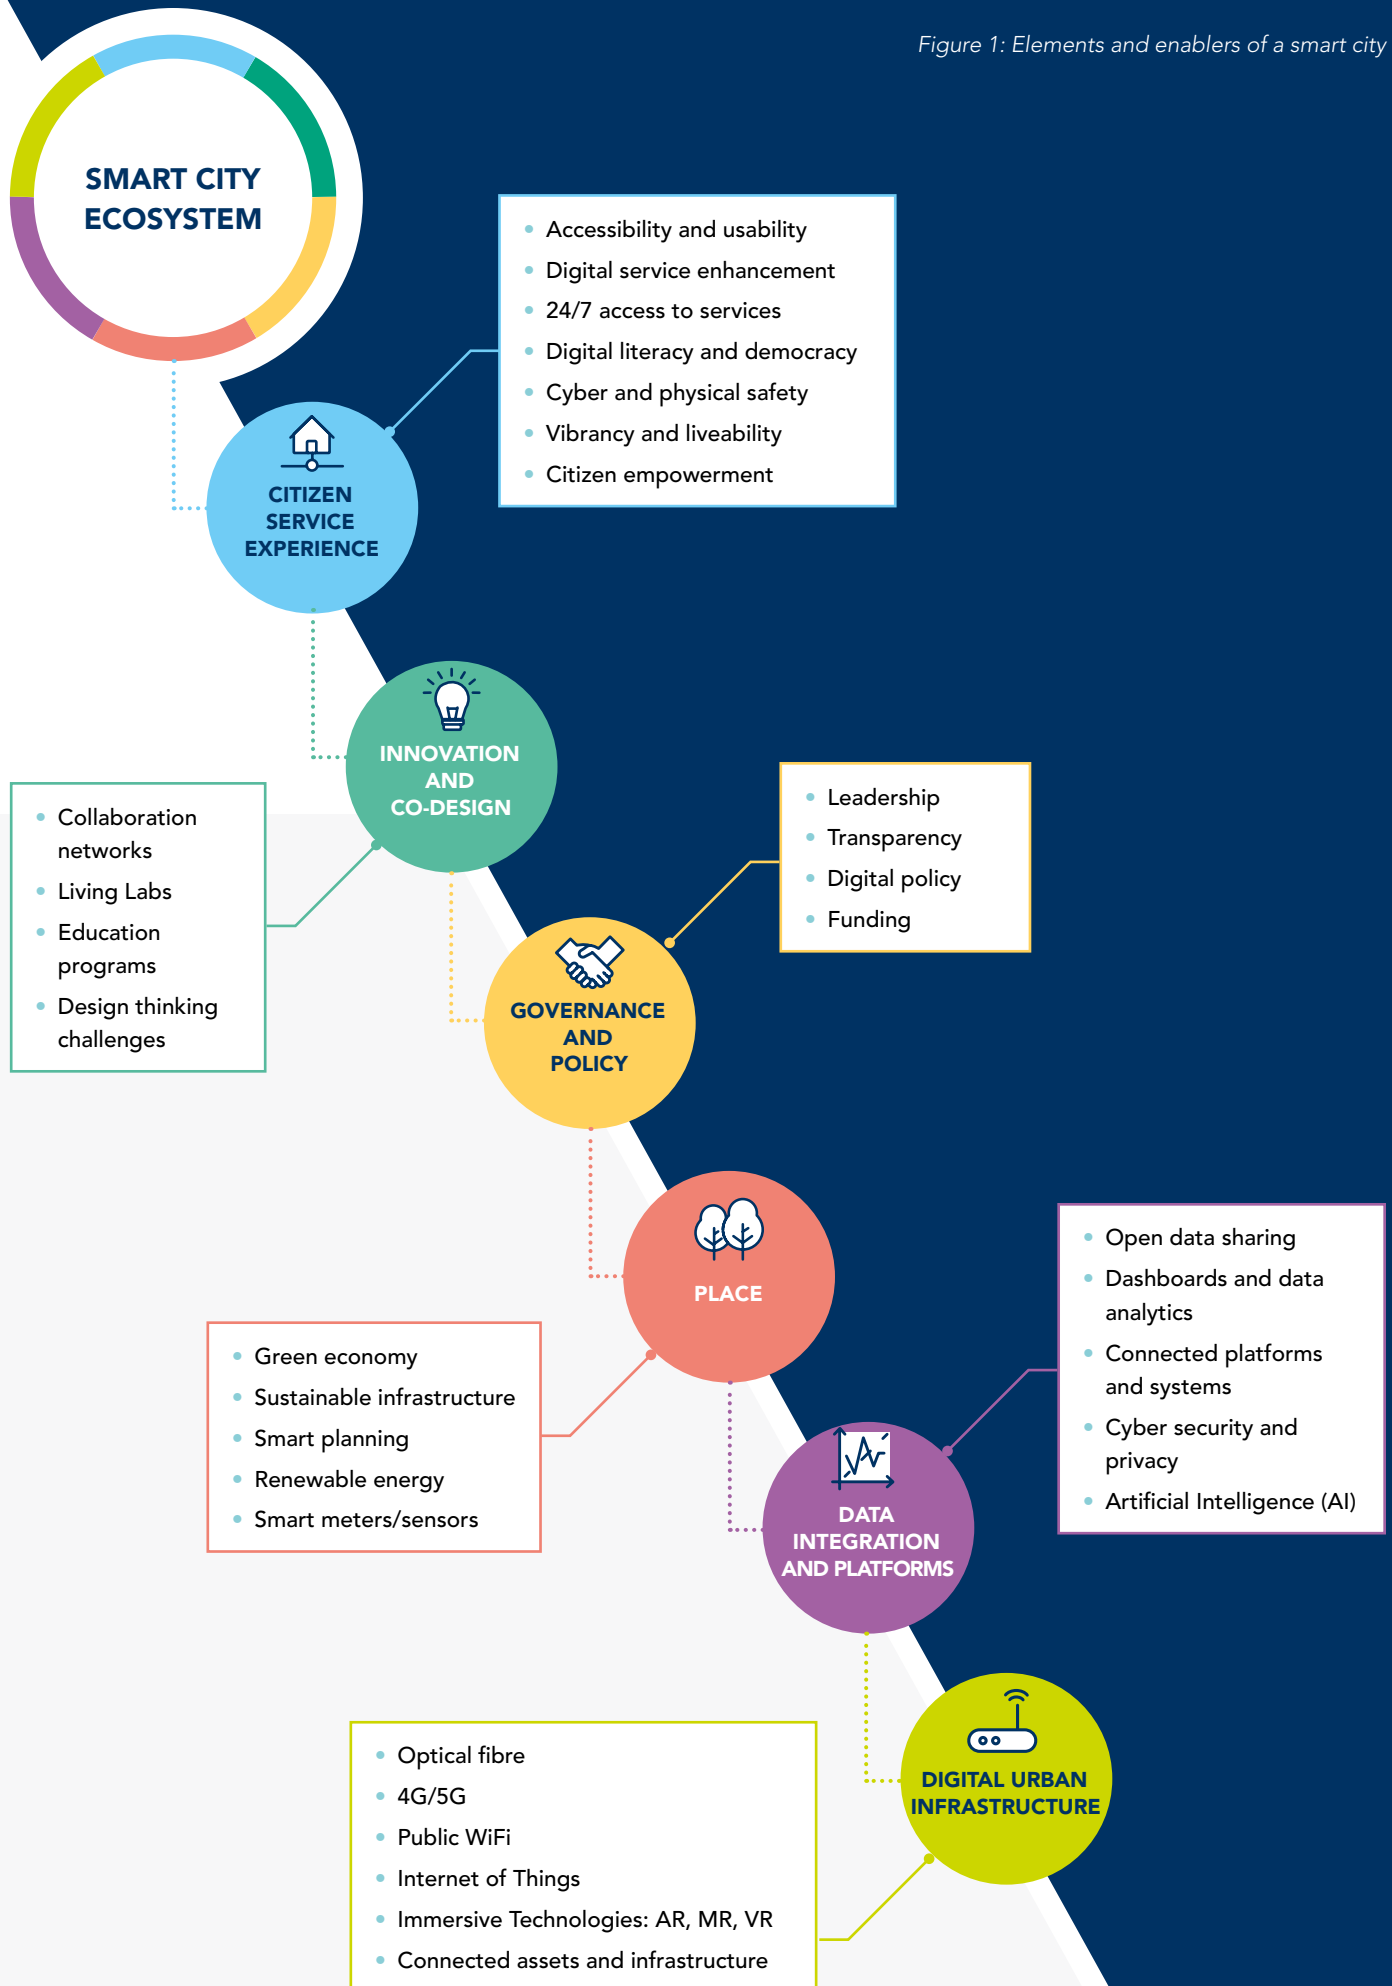 Figure 1: Elements and enablers of a smart city
SMART CITY
ECOSYSTEM
• Accessibility and usability
• Digital service enhancement
• 24/7 access to services
• Digital literacy and democracy
• Cyber and physical safety
• Vibrancy and liveability
• Citizen empowerment
CITIZEN
SERVICE
EXPERIENCE
INNOVATION
AND
CO-DESIGN
• Collaboration
networks
• Living Labs
• Education
programs
• Design thinking
challenges
• Leadership
• Transparency
• Digital policy
• Funding
GOVERNANCE
AND
POLICY
PLACE
• Green economy
• Sustainable infrastructure
• Smart planning
• Renewable energy
• Smart meters/sensors
• Open data sharing
• Dashboards and data
analytics
• Connected platforms
and systems
• Cyber security and
privacy
• Artificial Intelligence (AI)
DATA
INTEGRATION
AND PLATFORMS
DIGITAL URBAN
INFRASTRUCTURE
• Optical fibre
• 4G/5G
• Public WiFi
• Internet of Things
• Immersive Technologies: AR, MR, VR
• Connected assets and infrastructure